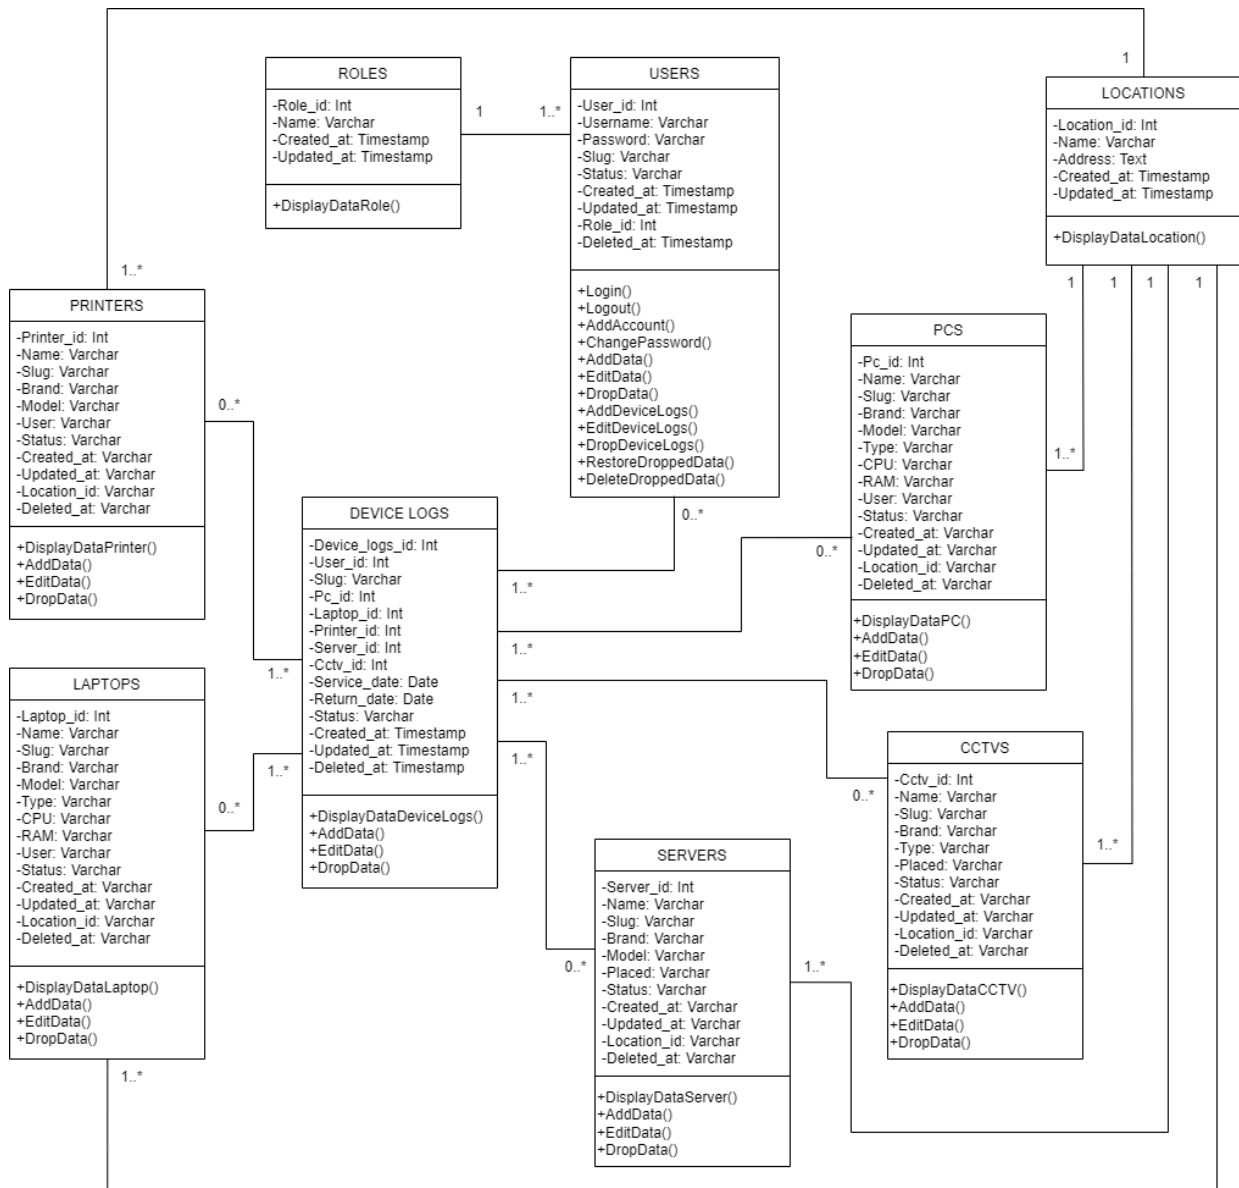 1
ROLES
-Role_id: Int
-Name: Varchar
-Created_at: Timestamp
-Updated_at: Timestamp
+DisplayDataRole()
1
1..*
USERS
-User_id: Int
-Username: Varchar
-Password: Varchar
-Slug: Varchar
-Status: Varchar
-Created_at: Timestamp
-Updated_at: Timestamp
-Role_id: Int
-Deleted_at: Timestamp
+Login()
+Logout()
+AddAccount()
+ChangePassword()
+AddData()
+EditData()
+DropData()
+AddDeviceLogs()
+EditDeviceLogs()
+DropDeviceLogs()
+RestoreDroppedData()
+DeleteDroppedData()
0..*
LOCATIONS
-Location_id: Int
-Name: Varchar
-Address: Text
-Created_at: Timestamp
-Updated_at: Timestamp
+DisplayDataLocation()
1
1
1
1
1..*
PRINTERS
-Printer_id: Int
-Name: Varchar
-Slug: Varchar
-Brand: Varchar
-Model: Varchar
-User: Varchar
-Status: Varchar
-Created_at: Varchar
-Updated_at: Varchar
-Location_id: Varchar
-Deleted_at: Varchar
+DisplayDataPrinter()
+AddData()
+EditData()
+DropData()
0..*
PCS
-Pc_id: Int
-Name: Varchar
-Slug: Varchar
-Brand: Varchar
-Model: Varchar
-Type: Varchar
-CPU: Varchar
-RAM: Varchar
-User: Varchar
-Status: Varchar
-Created_at: Varchar
-Updated_at: Varchar
-Location_id: Varchar
-Deleted_at: Varchar
+DisplayDataPC()
+AddData()
+EditData()
+DropData()
1..*
0..*
DEVICE LOGS
-Device_logs_id: Int
-User_id: Int
-Slug: Varchar
-Pc_id: Int
-Laptop_id: Int
-Printer_id: Int
-Server_id: Int
-Cctv_id: Int
-Service_date: Date
-Return_date: Date
-Status: Varchar
-Created_at: Timestamp
-Updated_at: Timestamp
-Deleted_at: Timestamp
+DisplayDataDeviceLogs()
+AddData()
+EditData()
+DropData()
1..*
1..*
1..*
1..*
1..*
1..*
LAPTOPS
-Laptop_id: Int
-Name: Varchar
-Slug: Varchar
-Brand: Varchar
-Model: Varchar
-Type: Varchar
-CPU: Varchar
-RAM: Varchar
-User: Varchar
-Status: Varchar
-Created_at: Varchar
-Updated_at: Varchar
-Location_id: Varchar
-Deleted_at: Varchar
+DisplayDataLaptop()
+AddData()
+EditData()
+DropData()
0..*
1..*
CCTVS
-Cctv_id: Int
-Name: Varchar
-Slug: Varchar
-Brand: Varchar
-Type: Varchar
-Placed: Varchar
-Status: Varchar
-Created_at: Varchar
-Updated_at: Varchar
-Location_id: Varchar
-Deleted_at: Varchar
+DisplayDataCCTV()
+AddData()
+EditData()
+DropData()
0..*
1..*
SERVERS
-Server_id: Int
-Name: Varchar
-Slug: Varchar
-Brand: Varchar
-Model: Varchar
-Placed: Varchar
-Status: Varchar
-Created_at: Varchar
-Updated_at: Varchar
-Location_id: Varchar
-Deleted_at: Varchar
+DisplayDataServer()
+AddData()
+EditData()
+DropData()
0..*
1..*